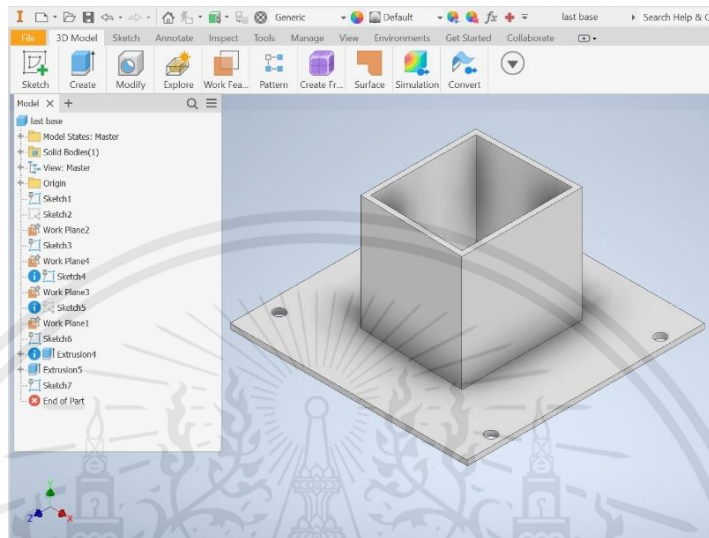 Generic
Default
last base
Search Help & C
File 3D Model Sketch Annotate Inspect Tools Manage View Environments Get Started Collaborate
Sketch Create Modify Explore Work Fea... Pattern Create Fr... Surface Simulation Convert
Model
last base
Model States: Master
Solid Bodies(1)
View: Master
Origin
Sketch1
Sketch2
Work Plane2
Sketch3
Work Plane4
Sketch4
Work Plane3
Sketch5
Work Plane1
Sketch6
Extrusion4
Extrusion5
Sketch7
End of Part
Y
Z X